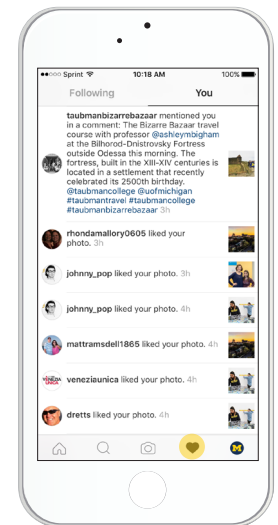 Sprint 10:18 AM 100%
Following You
taubmanbizarrebazaar mentioned you
in a comment: The Bizarre Bazaar travel
course with professor @ashleymbigham
at the Bilhorod-Dnistrovsky Fortress
outside Odessa this morning. The
fortress, built in the XIII-XIV centuries is
located in a settlement that recently
celebrated its 2500th birthday.
@taubmancollege @uofmichigan
#taubmantravel #taubmancollege
#taubmanbizarrebazaar 3h
rhondamallory0605 liked your
photo. 3h
johnny_pop liked your photo. 3h
johnny_pop liked your photo. 4h
mattramsdell1865 liked your photo. 4h
VENEZIA
UNICA
veneziaunica liked your photo. 4h
dretts liked your photo. 4h
M